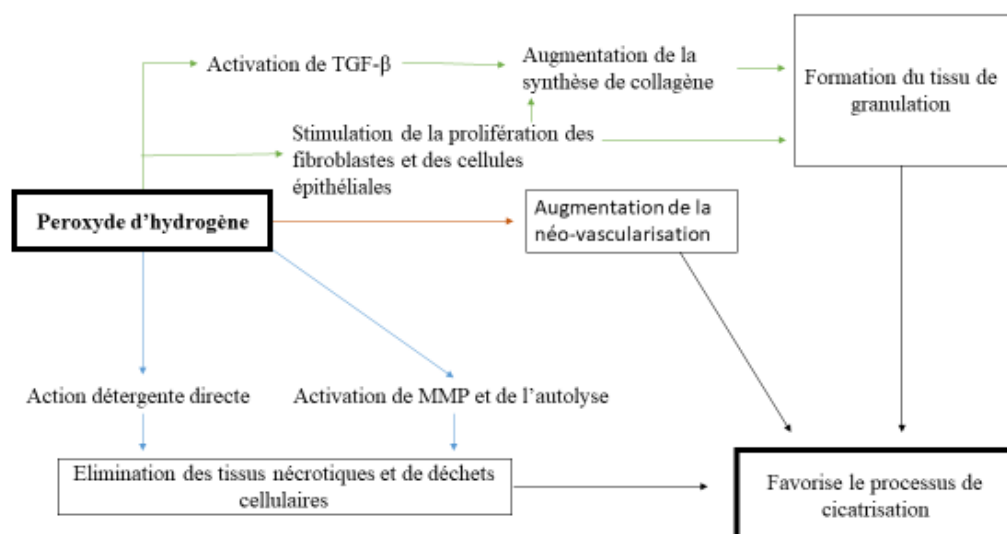 Activation de TGF-β
Augmentation de la
synthèse de collagène
Formation du tissu de
granulation
Stimulation de la prolifération des
fibroblastes et des cellules
épithéliales
Peroxyde d’hydrogène
Augmentation de la
néo-vascularisation
Action détergente directe
Activation de MMP et de l’autolyse
Elimination des tissus nécrotiques et de déchets
cellulaires
Favorise le processus de
cicatrisation